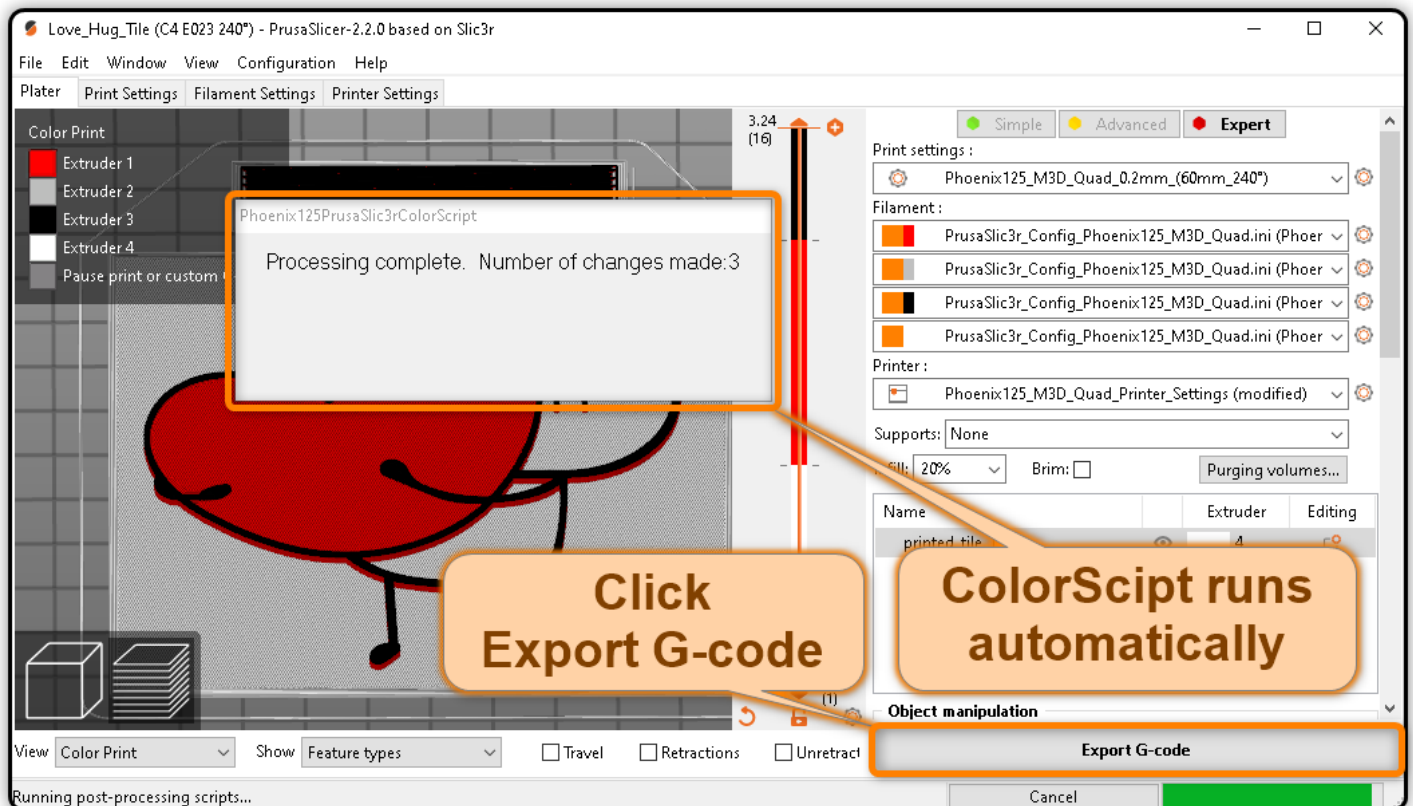 Love_Hug_Tile (C4 E023 240°) - PrusaSlicer-2.2.0 based on Slic3r
File Edit Window View Configuration Help
Plater Print Settings Filament Settings Printer Settings
Color Print
Extruder 1
Extruder 2
Extruder 3
Extruder 4
Pause print or custom
Phoenix125PrusaSlic3rColorScript
Processing complete. Number of changes made:3
3.24
(16)
Simple Advanced Expert
Print settings :
Phoenix125_M3D_Quad_0.2mm_(60mm_240°)
Filament :
PrusaSlic3r_Config_Phoenix125_M3D_Quad.ini (Phoer
PrusaSlic3r_Config_Phoenix125_M3D_Quad.ini (Phoer
PrusaSlic3r_Config_Phoenix125_M3D_Quad.ini (Phoer
PrusaSlic3r_Config_Phoenix125_M3D_Quad.ini (Phoer
Printer :
Phoenix125_M3D_Quad_Printer_Settings (modified)
Supports: None
20% Brim: Purging volumes...
Name Extruder Editing
printed_tile 4
Click
Export G-code
ColorScipt runs
automatically
(1)
Object manipulation
View Color Print Show Feature types Travel Retractions Unretract
Export G-code
Running post-processing scripts... Cancel